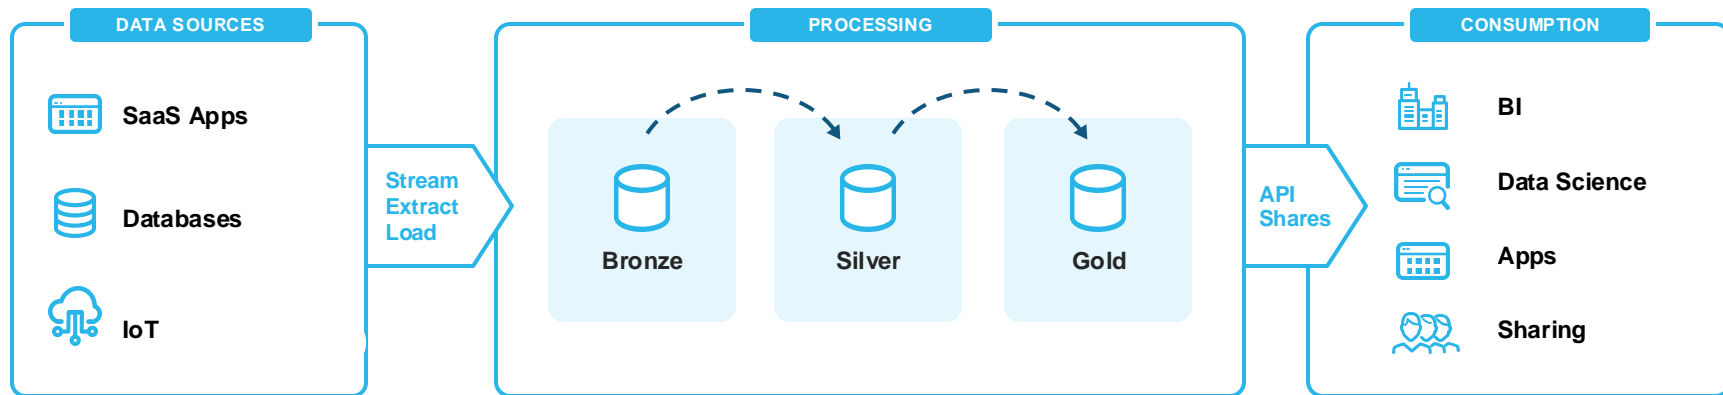 DATA SOURCES
PROCESSING
CONSUMPTION
SaaS Apps
Databases
IoT
Stream
Extract
Load
Bronze
Silver
Gold
API
Shares
BI
Data Science
Apps
Sharing